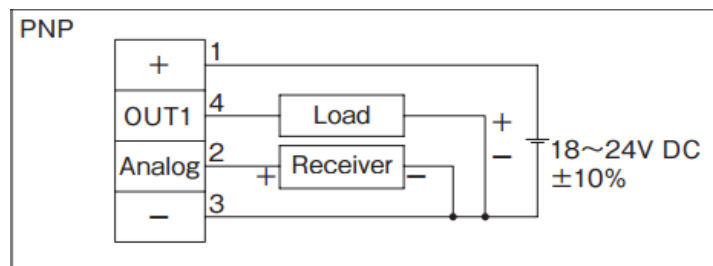 PNP
+ 1
OUT1 4 Load +
Analog 2 + Receiver − − 18～24V DC
±10%
− 3